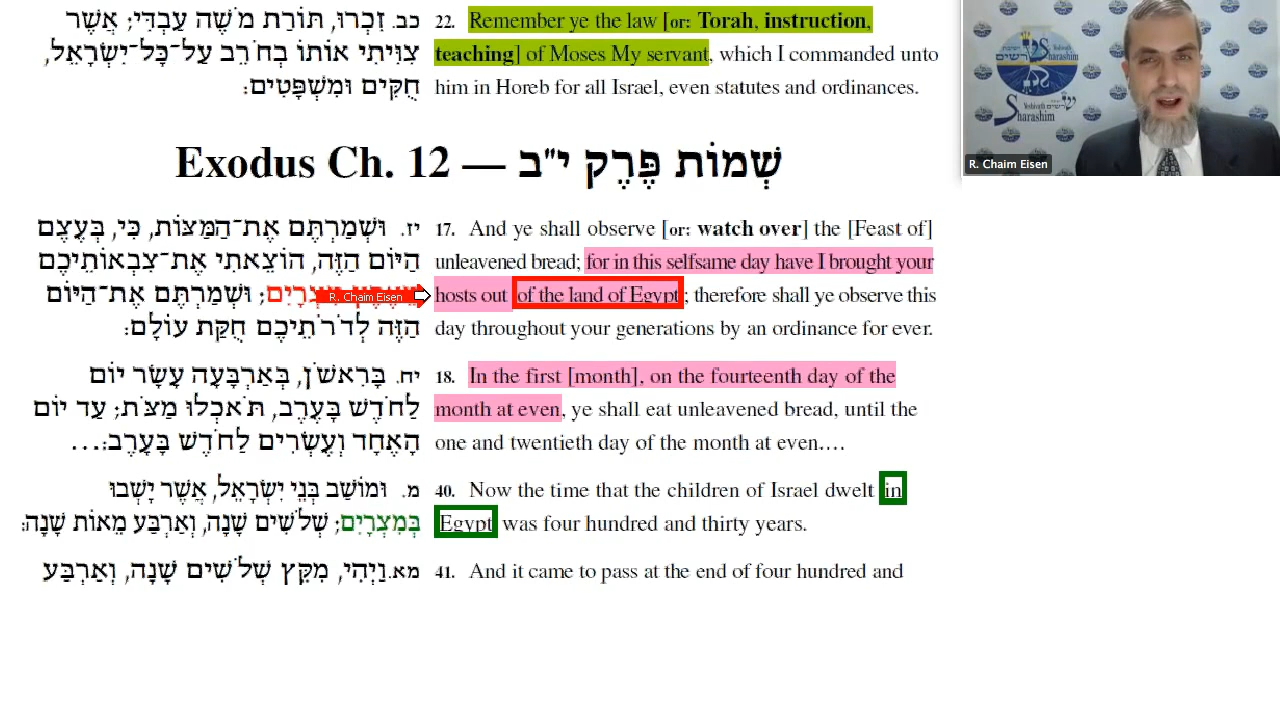 כב. זִכְרוּ, תּוֹרַת מֹשֶׁה עַבְדִּי; אֲשֶׁר
צִוִּיתִי אוֹתוֹ בְחֹרֵב עַל־כָּל־יִשְׂרָאֵל,
חֻקִּים וּמִשְׁפָּטִים:
22. Remember ye the law [or: Torah, instruction,
teaching] of Moses My servant, which I commanded unto
him in Horeb for all Israel, even statutes and ordinances.
Exodus Ch. 12 — שְׁמוֹת פֶּרֶק י"ב
יז. וּשְׁמַרְתֶּם אֶת־הַמַּצּוֹת, כִּי, בְּעֶצֶם
הַיּוֹם הַזֶּה, הוֹצֵאתִי אֶת־צִבְאוֹתֵיכֶם
מִצְרָיִם; וּשְׁמַרְתֶּם אֶת־הַיּוֹם
הַזֶּה לְדֹרֹתֵיכֶם חֻקַּת עוֹלָם:
R. Chaim Eisen
17. And ye shall observe [or: watch over] the [Feast of]
unleavened bread; for in this selfsame day have I brought your
hosts out of the land of Egypt; therefore shall ye observe this
day throughout your generations by an ordinance for ever.
יח. בָּרִאשֹׁן, בְּאַרְבָּעָה עָשָׂר יוֹם
לַחֹדֶשׁ בָּעֶרֶב, תֹּאכְלוּ מַצֹּת; עַד יוֹם
הָאֶחָד וְעֶשְׂרִים לַחֹדֶשׁ בָּעָרֶב:...
18. In the first [month], on the fourteenth day of the
month at even, ye shall eat unleavened bread, until the
one and twentieth day of the month at even....
מ. וּמוֹשַׁב בְּנֵי יִשְׂרָאֵל, אֲשֶׁר יָשְׁבוּ
בְּמִצְרָיִם; שְׁלֹשִׁים שָׁנָה, וְאַרְבַּע מֵאוֹת שָׁנָה:
40. Now the time that the children of Israel dwelt in
Egypt was four hundred and thirty years.
מא. וַיְהִי, מִקֵּץ שְׁלֹשִׁים שָׁנָה, וְאַרְבַּע
41. And it came to pass at the end of four hundred and
Yeshivath
Sharashim
Yeshivath שרשים
Sharashim
R. Chaim Eisen